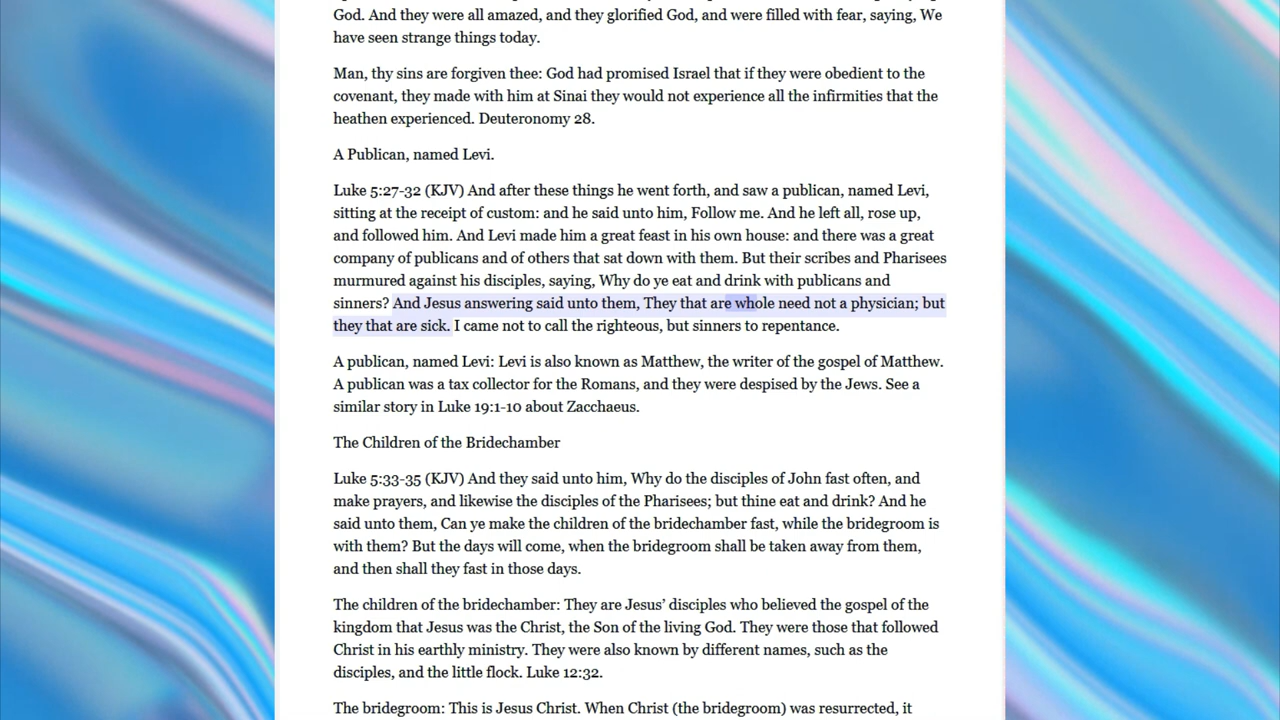 God. And they were all amazed, and they glorified God, and were filled with fear, saying, We
have seen strange things today.
Man, thy sins are forgiven thee: God had promised Israel that if they were obedient to the
covenant, they made with him at Sinai they would not experience all the infirmities that the
heathen experienced. Deuteronomy 28.
A Publican, named Levi.
Luke 5:27-32 (KJV) And after these things he went forth, and saw a publican, named Levi,
sitting at the receipt of custom: and he said unto him, Follow me. And he left all, rose up,
and followed him. And Levi made him a great feast in his own house: and there was a great
company of publicans and of others that sat down with them. But their scribes and Pharisees
murmured against his disciples, saying, Why do ye eat and drink with publicans and
sinners? And Jesus answering said unto them, They that are whole need not a physician; but
they that are sick. I came not to call the righteous, but sinners to repentance.
A publican, named Levi: Levi is also known as Matthew, the writer of the gospel of Matthew.
A publican was a tax collector for the Romans, and they were despised by the Jews. See a
similar story in Luke 19:1-10 about Zacchaeus.
The Children of the Bridechamber
Luke 5:33-35 (KJV) And they said unto him, Why do the disciples of John fast often, and
make prayers, and likewise the disciples of the Pharisees; but thine eat and drink? And he
said unto them, Can ye make the children of the bridechamber fast, while the bridegroom is
with them? But the days will come, when the bridegroom shall be taken away from them,
and then shall they fast in those days.
The children of the bridechamber: They are Jesus’ disciples who believed the gospel of the
kingdom that Jesus was the Christ, the Son of the living God. They were those that followed
Christ in his earthly ministry. They were also known by different names, such as the
disciples, and the little flock. Luke 12:32.
The bridegroom: This is Jesus Christ. When Christ (the bridegroom) was resurrected, it